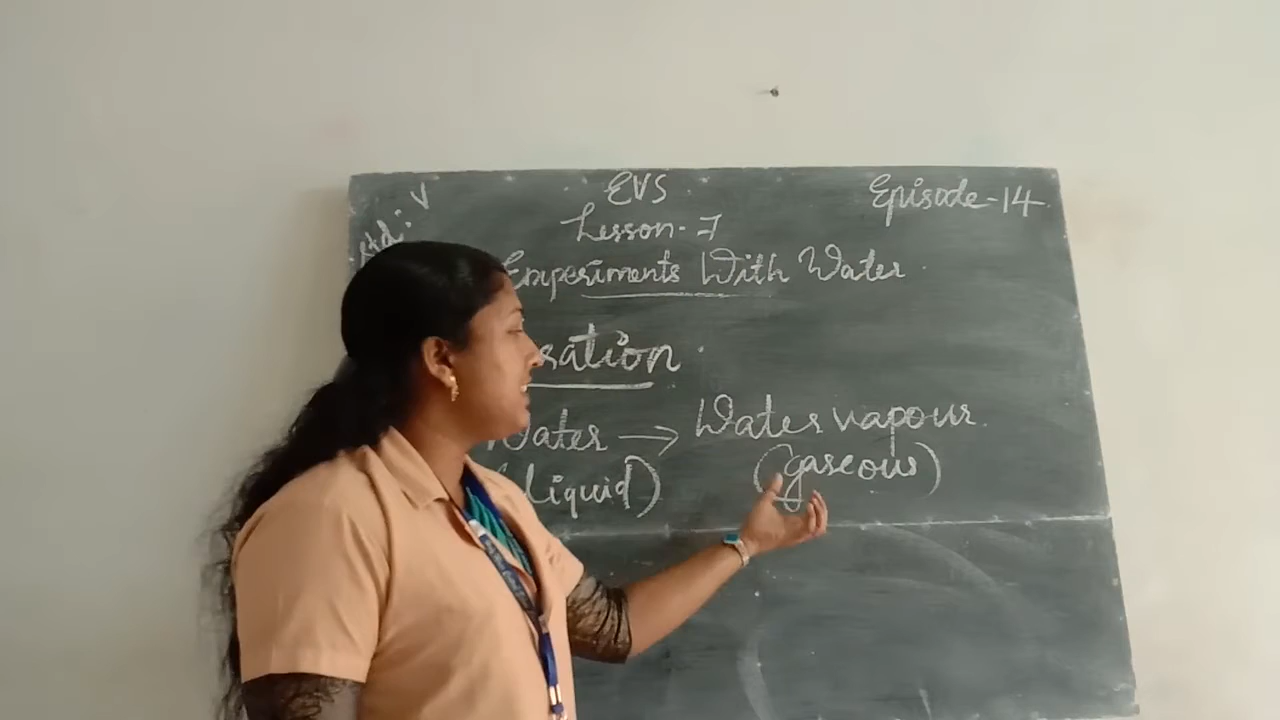 Std: V
EVS
Episode-14.
Lesson-7
Experiments With Water.
ration.
Water → Water vapour.
(liquid) (gaseous)